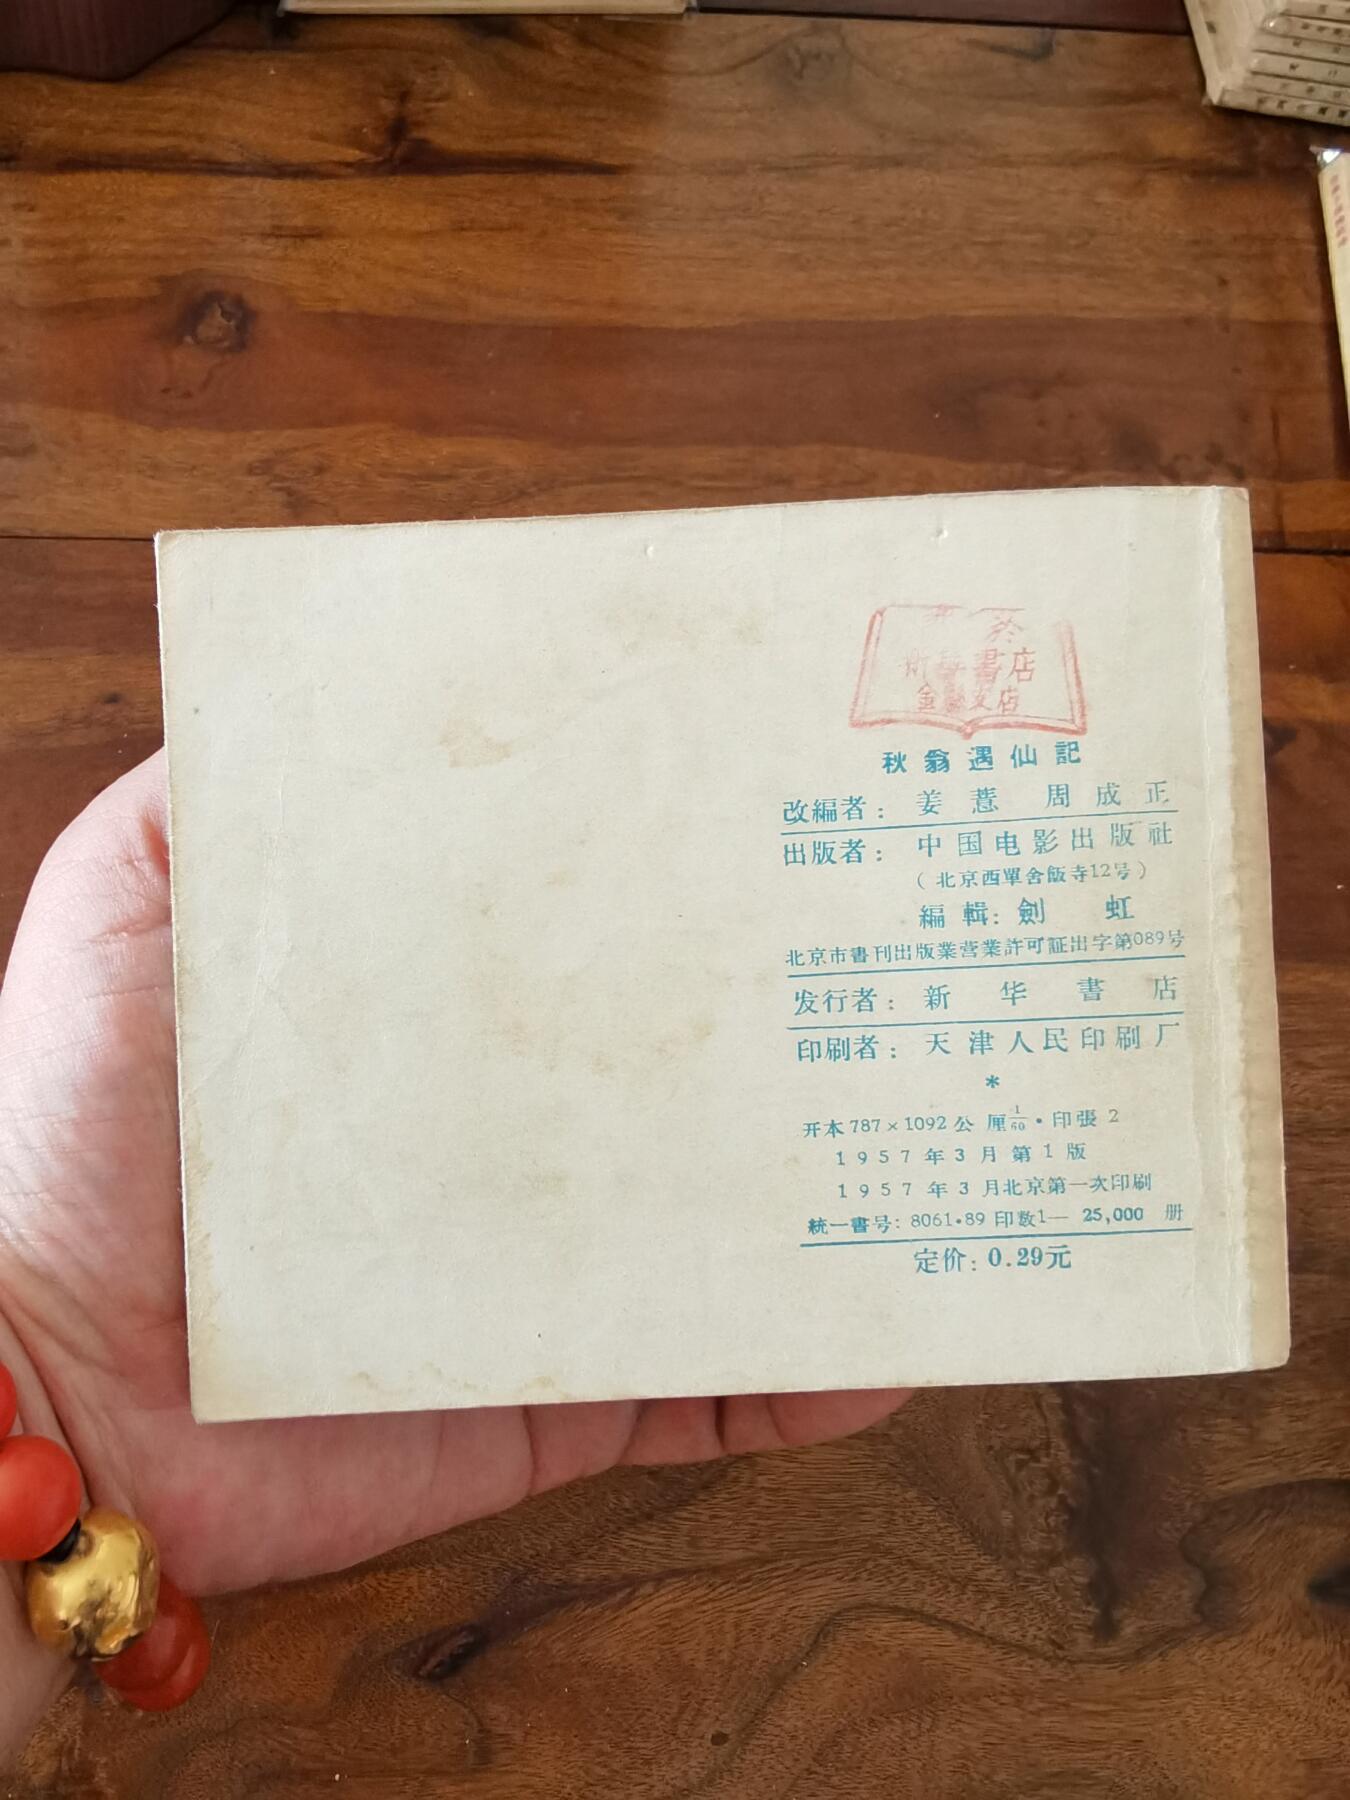 於
新华書店
支店
秋翁遇仙記
改編者: 姜薏 周成正
出版者: 中国电影出版社
(北京西單舍飯寺12号)
編輯: 劍虹
北京市書刊出版業营業許可証出字第089号
发行者: 新华書店
印刷者: 天津人民印刷厂
*
开本787×1092公厘1/60·印張2
1957年3月第1版
1957年3月北京第一次印刷
統一書号: 8061·89 印数1—25,000册
定价: 0.29元